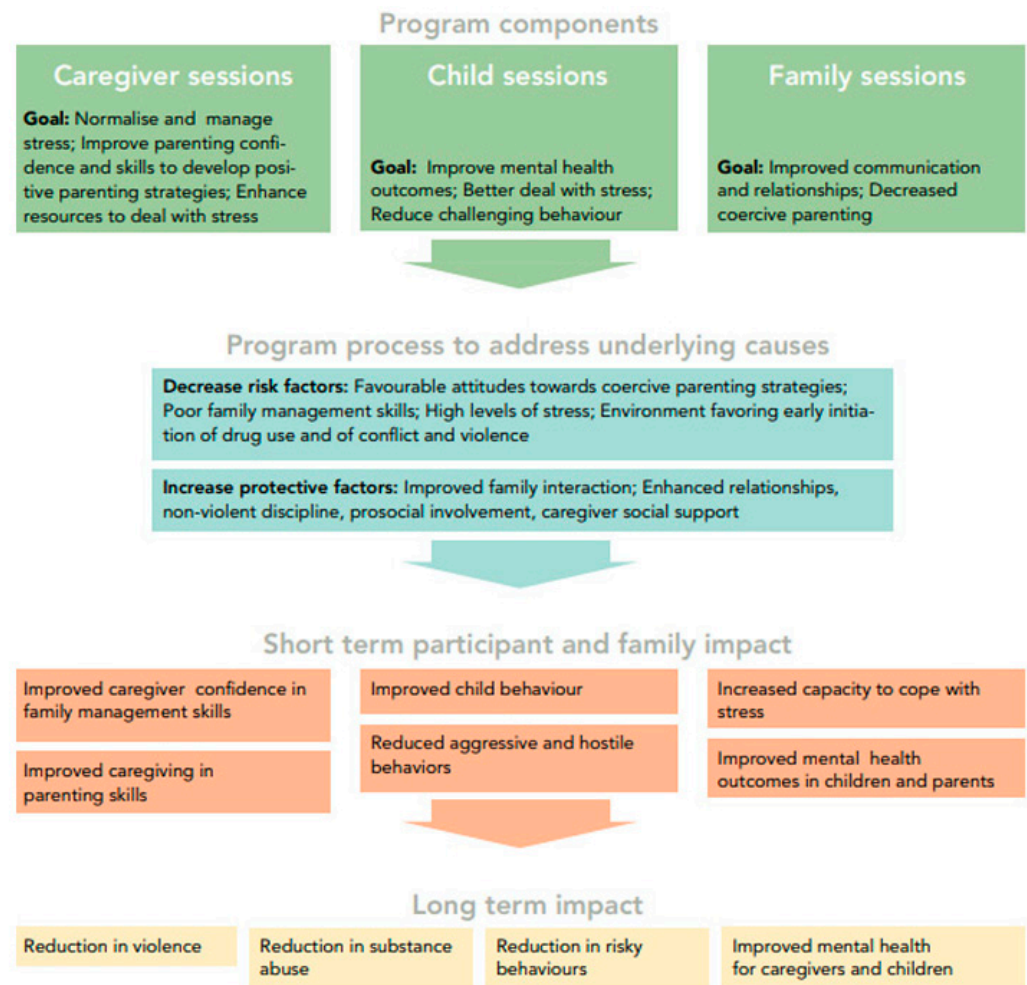 Program components
Caregiver sessions
Goal: Normalise and manage
stress; Improve parenting confi-
dence and skills to develop posi-
tive parenting strategies; Enhance
resources to deal with stress
Child sessions
Goal: Improve mental health
outcomes; Better deal with stress;
Reduce challenging behaviour
Family sessions
Goal: Improved communication
and relationships; Decreased
coercive parenting
Program process to address underlying causes
Decrease risk factors: Favourable attitudes towards coercive parenting strategies;
Poor family management skills; High levels of stress; Environment favoring early initia-
tion of drug use and of conflict and violence
Increase protective factors: Improved family interaction; Enhanced relationships,
non-violent discipline, prosocial involvement, caregiver social support
Short term participant and family impact
Improved caregiver confidence in
family management skills
Improved caregiving in
parenting skills
Improved child behaviour
Reduced aggressive and hostile
behaviors
Increased capacity to cope with
stress
Improved mental health
outcomes in children and parents
Long term impact
Reduction in violence
Reduction in substance
abuse
Reduction in risky
behaviours
Improved mental health
for caregivers and children